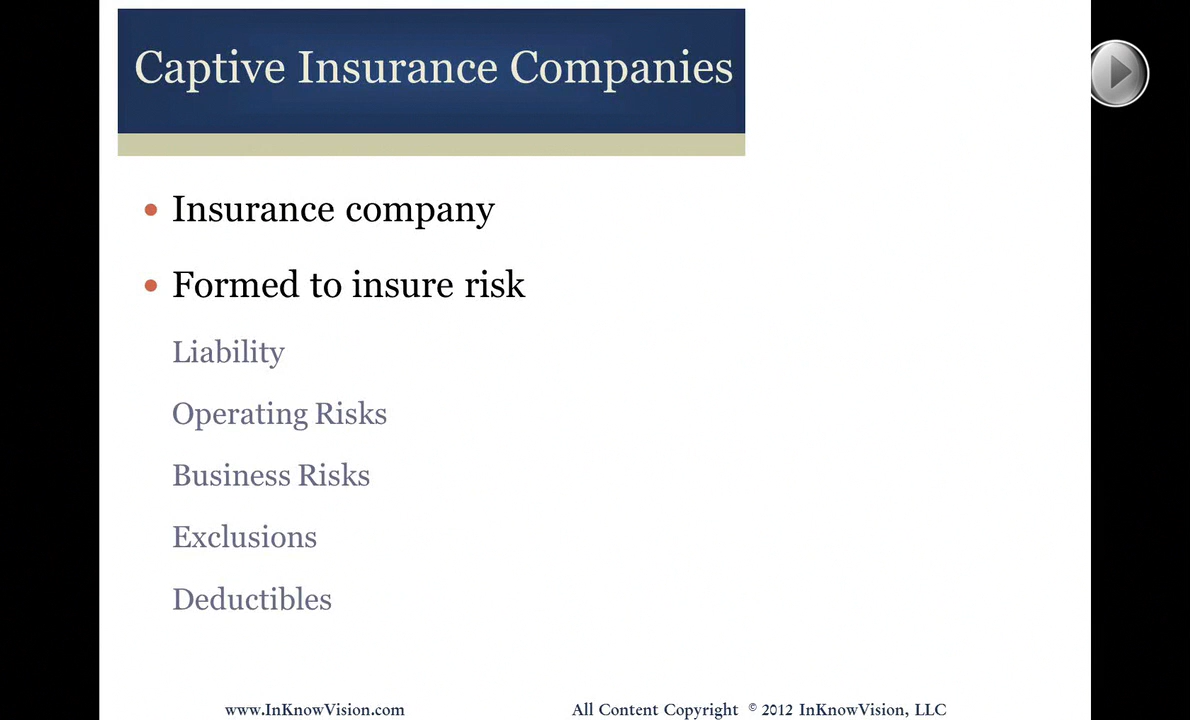 Captive Insurance Companies
• Insurance company
• Formed to insure risk
Liability
Operating Risks
Business Risks
Exclusions
Deductibles
www.InKnowVision.com All Content Copyright © 2012 InKnowVision, LLC